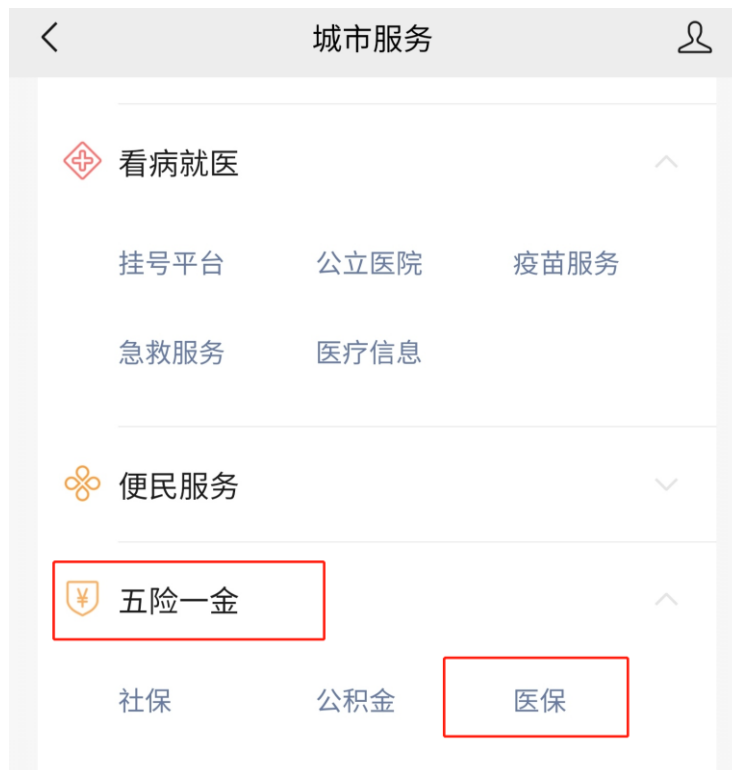 城市服务
看病就医
挂号平台 公立医院 疫苗服务
急救服务 医疗信息
便民服务
¥ 五险一金
社保 公积金 医保